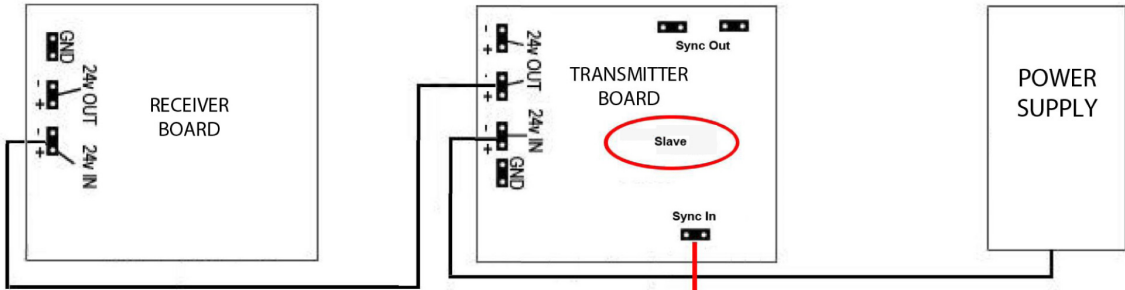 GND
-
+
24v OUT
-
+
24v IN
RECEIVER
BOARD
-
+
24v OUT
-
+
-
+
24v IN
GND
Sync Out
TRANSMITTER
BOARD
Slave
Sync In
POWER
SUPPLY